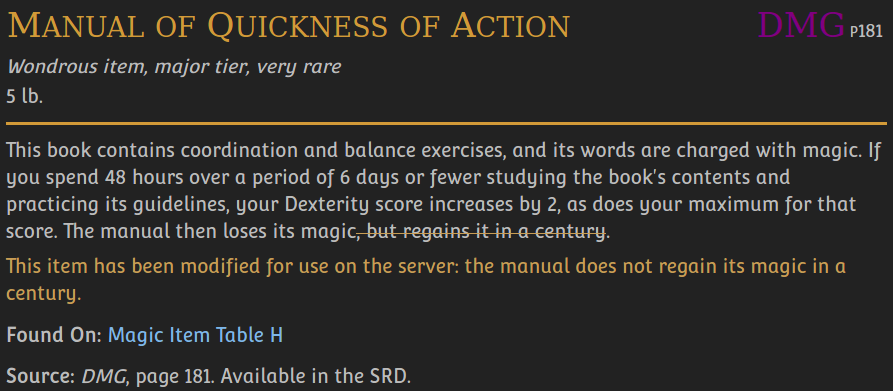 Manual of Quickness of Action DMG P181
Wondrous item, major tier, very rare
5 lb.
This book contains coordination and balance exercises, and its words are charged with magic. If
you spend 48 hours over a period of 6 days or fewer studying the book's contents and
practicing its guidelines, your Dexterity score increases by 2, as does your maximum for that
score. The manual then loses its magic, but regains it in a century.
This item has been modified for use on the server: the manual does not regain its magic in a
century.
Found On: Magic Item Table H
Source: DMG, page 181. Available in the SRD.